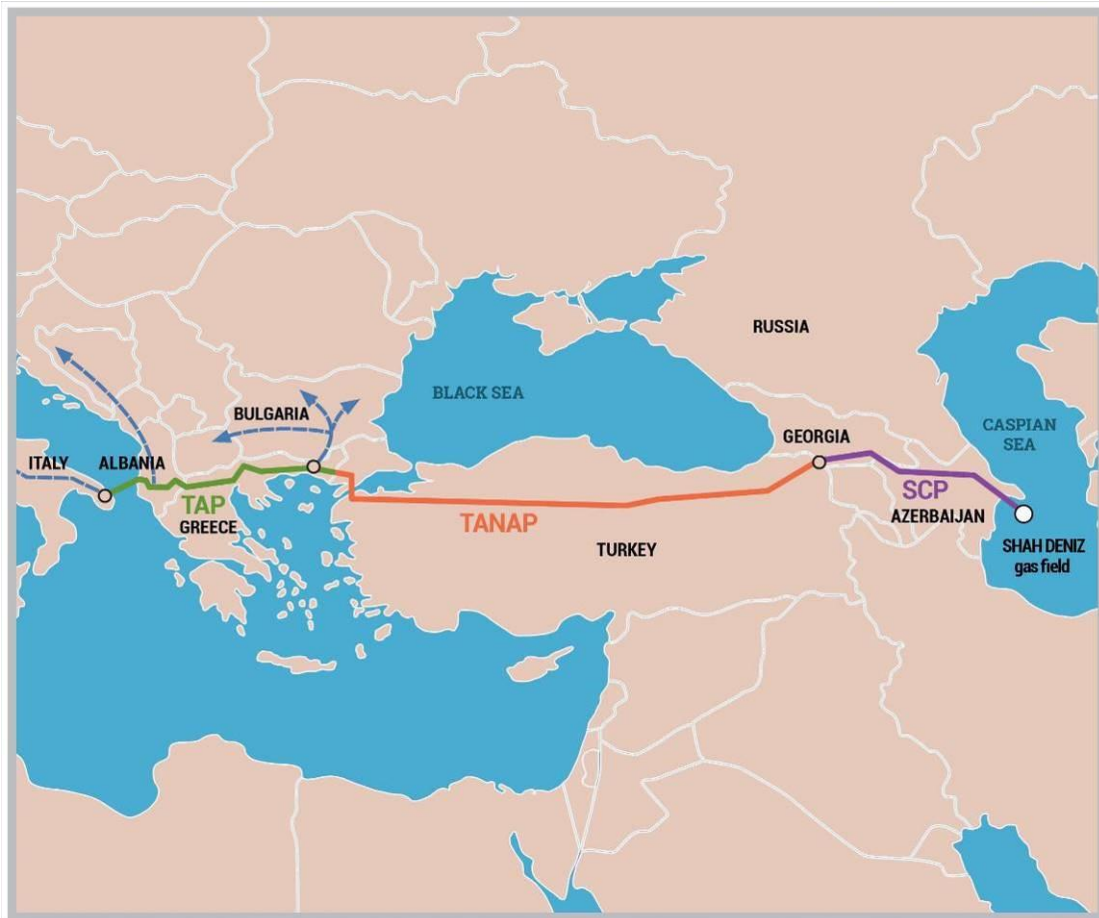 RUSSIA
BLACK SEA
BULGARIA
CASPIAN
SEA
GEORGIA
ITALY
ALBANIA
SCP
TAP
AZERBAIJAN
GREECE
TANAP
TURKEY
SHAH DENIZ
gas field